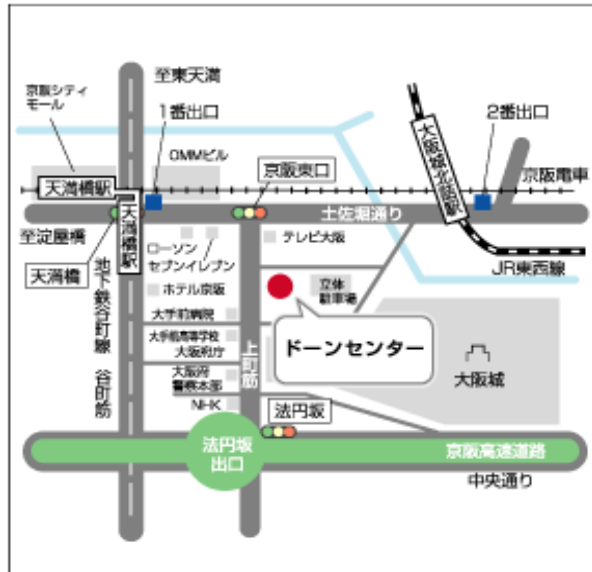 至東天満
京阪シティ
モール
1番出口
2番出口
OMMビル
京阪東口
大阪城北詰駅
京阪電車
天満橋駅
天満橋駅
土佐堀通り
至淀屋橋
ローソン
テレビ大阪
セブンイレブン
JR東西線
天満橋
ホテル京阪
立体
駐車場
大手前病院
ドーンセンター
大手前高等学校
大阪府庁
地下鉄谷町線 谷町筋
上町筋
大阪城
大阪府
警察本部
NHK
法円坂
法円坂
出口
京阪高速道路
中央通り